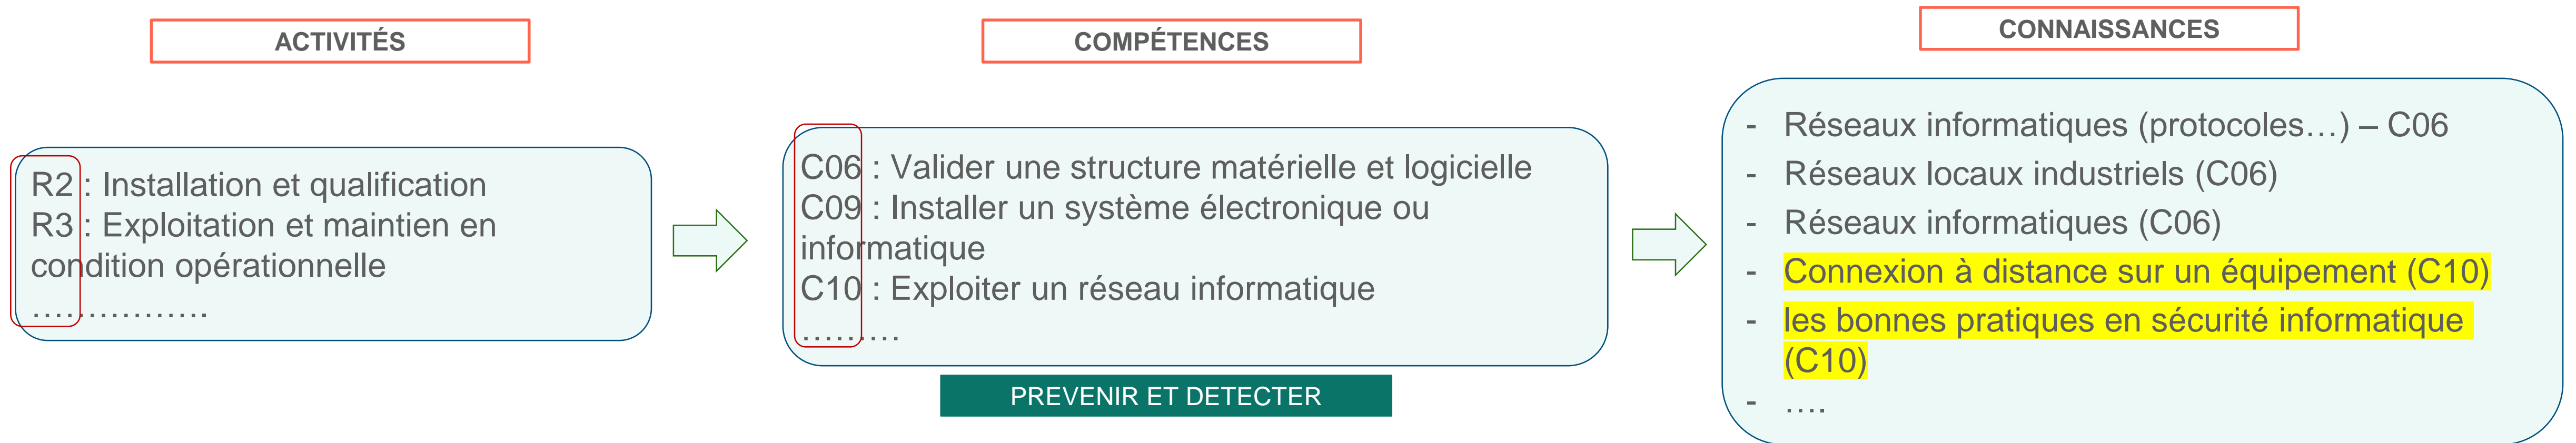 ACTIVITÉS
R2 : Installation et qualification
R3 : Exploitation et maintien en
condition opérationnelle
................
COMPÉTENCES
C06 : Valider une structure matérielle et logicielle
C09 : Installer un système électronique ou
informatique
C10 : Exploiter un réseau informatique
.........
PREVENIR ET DETECTER
CONNAISSANCES
- Réseaux informatiques (protocoles…) – C06
- Réseaux locaux industriels (C06)
- Réseaux informatiques (C06)
- Connexion à distance sur un équipement (C10)
- les bonnes pratiques en sécurité informatique
(C10)
- ….